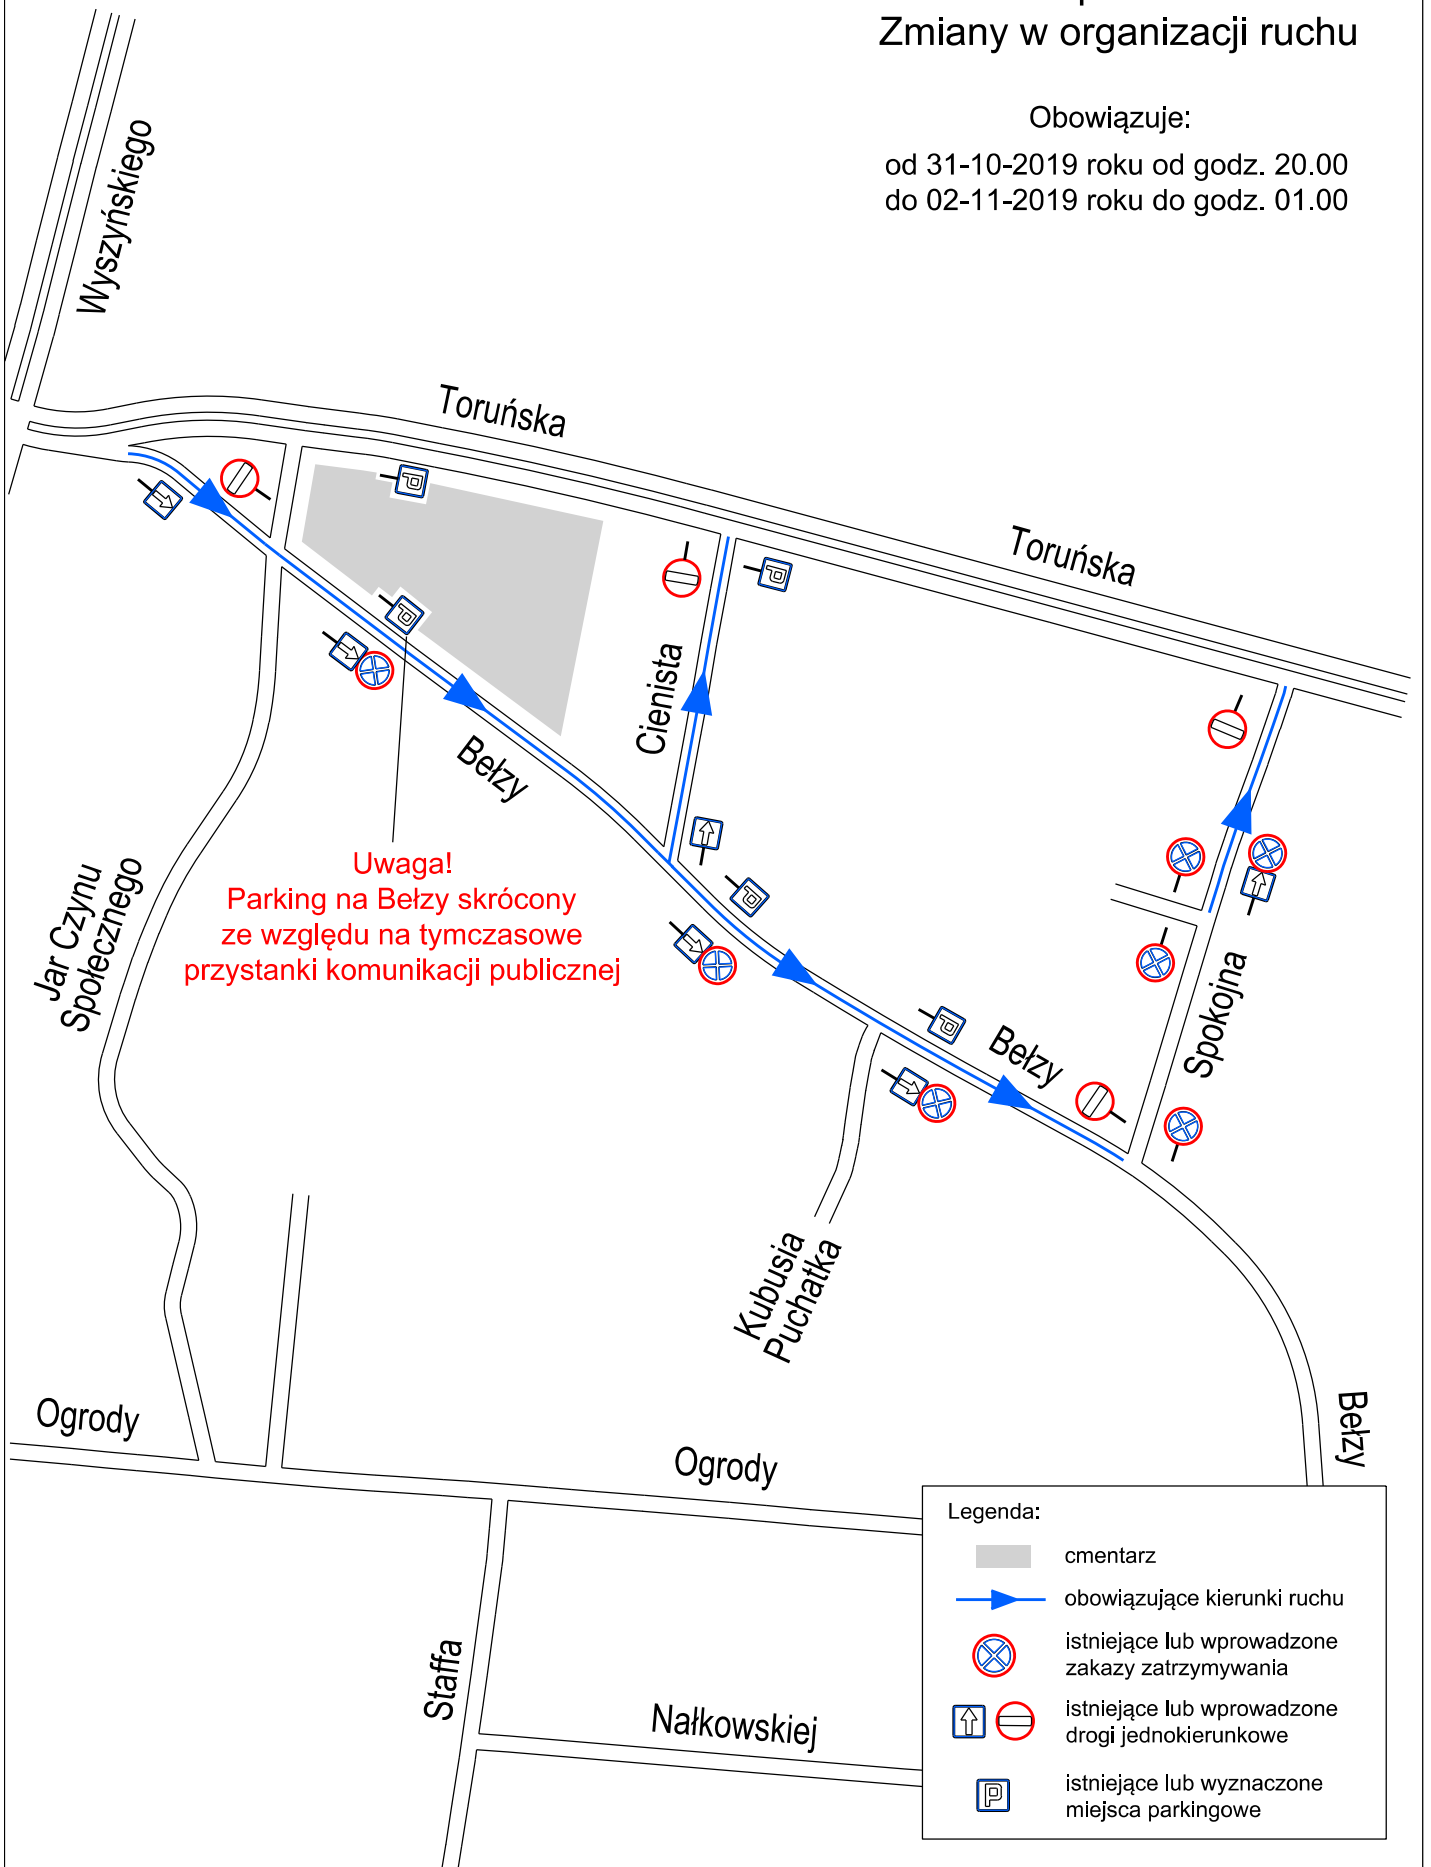 Zmiany w organizacji ruchu
Obowiązuje:
od 31-10-2019 roku od godz. 20.00
do 02-11-2019 roku do godz. 01.00
Wyszyńskiego
Toruńska
Toruńska
Cienista
Bełzy
Uwaga!
Parking na Bełzy skrócony
ze względu na tymczasowe
przystanki komunikacji publicznej
Jar Czynu
Społecznego
Spokojna
Bełzy
Kubusia
Puchatka
Bełzy
Ogrody
Ogrody
Staffa
Nałkowskiej
Legenda:
cmentarz
obowiązujące kierunki ruchu
istniejące lub wprowadzone
zakazy zatrzymywania
istniejące lub wprowadzone
drogi jednokierunkowe
P
istniejące lub wyznaczone
miejsca parkingowe